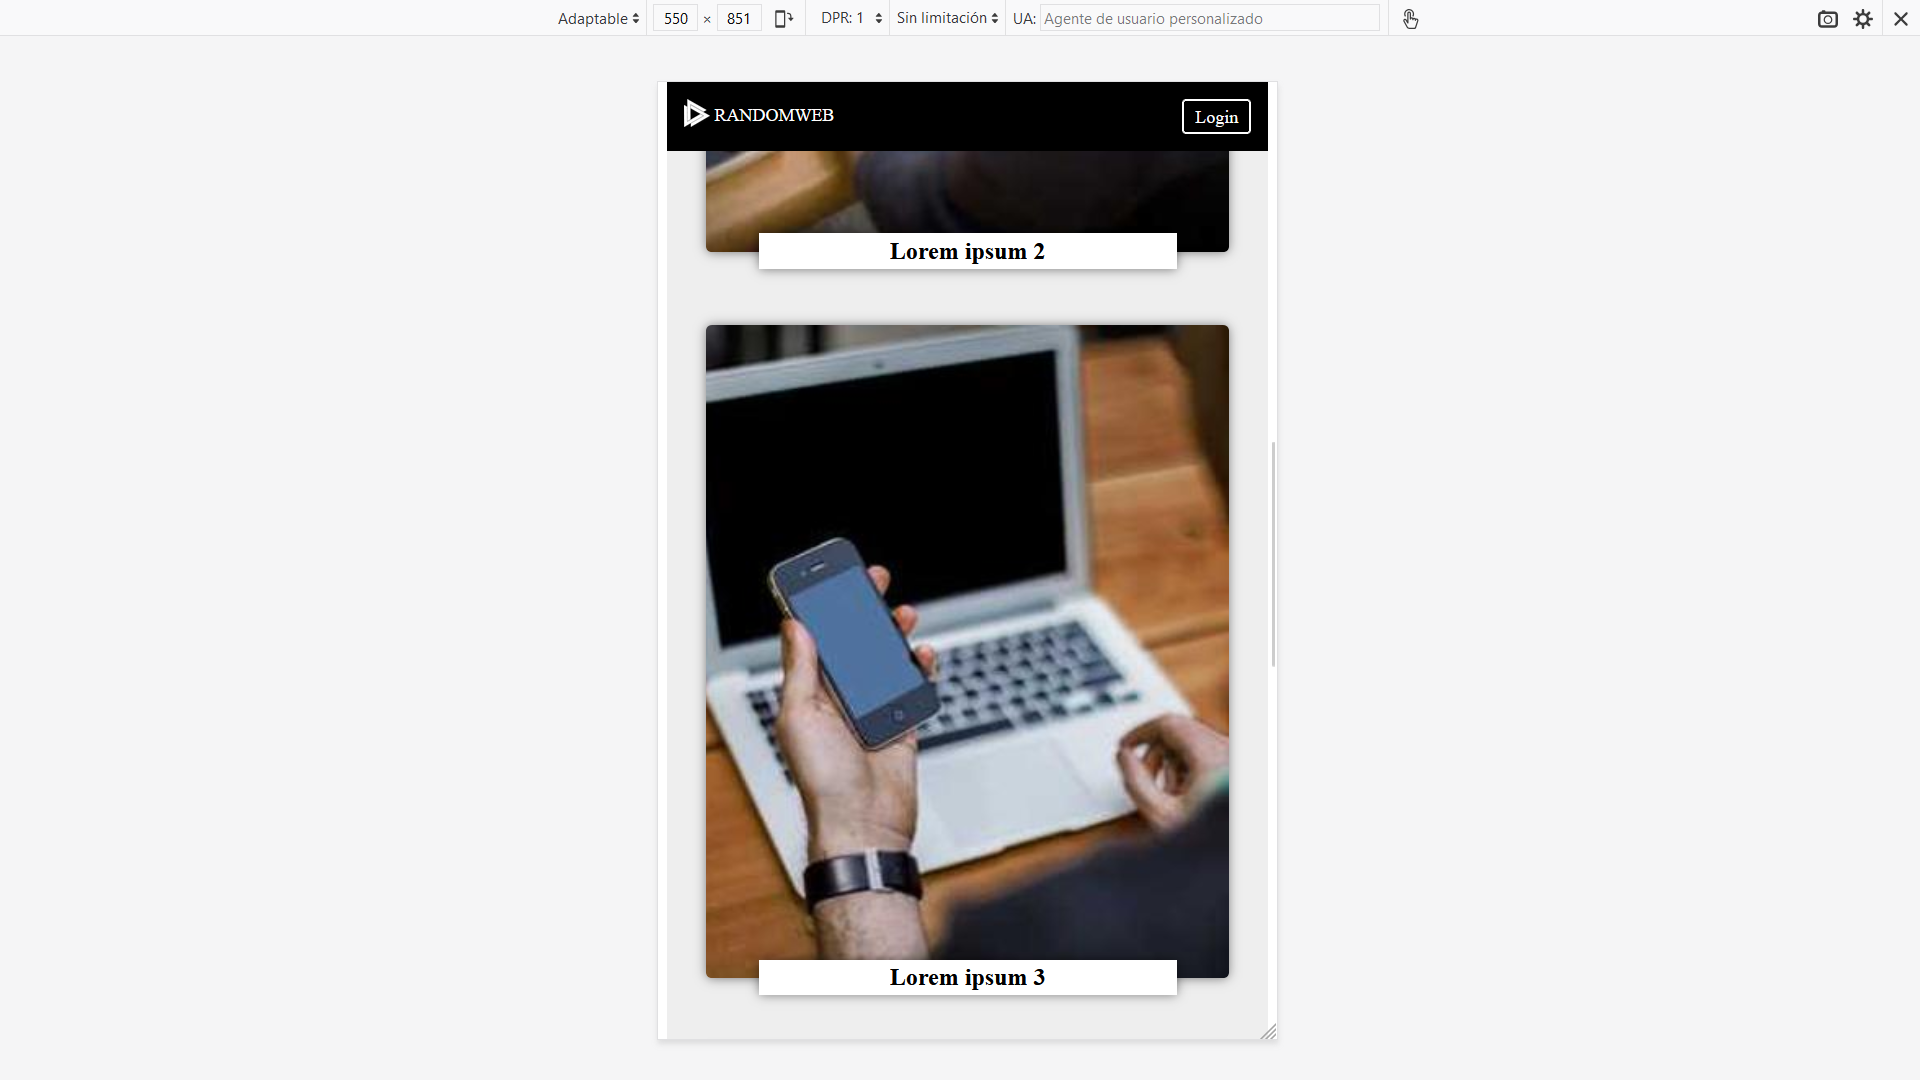 Adaptable 550 × 851 DPR: 1 Sin limitación UA: Agente de usuario personalizado
RANDOMWEB Login
Lorem ipsum 2
Lorem ipsum 3